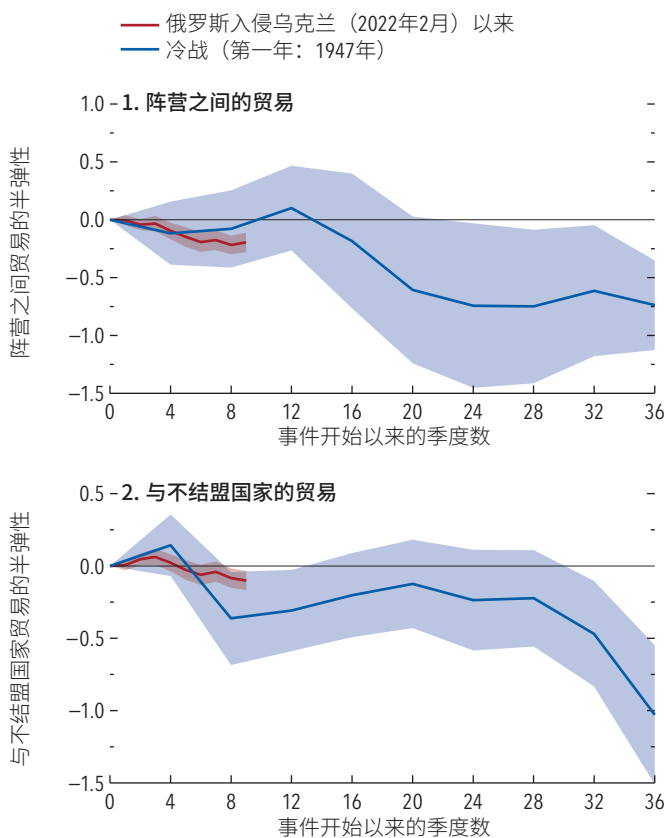 俄罗斯入侵乌克兰（2022年2月）以来
冷战（第一年：1947年）
1. 阵营之间的贸易
阵营之间贸易的半弹性
1.0
0.5
0.0
–0.5
–1.0
–1.5
0 4 8 12 16 20 24 28 32 36
事件开始以来的季度数
2. 与不结盟国家的贸易
与不结盟国家贸易的半弹性
0.5
0.0
–0.5
–1.0
–1.5
0 4 8 12 16 20 24 28 32 36
事件开始以来的季度数